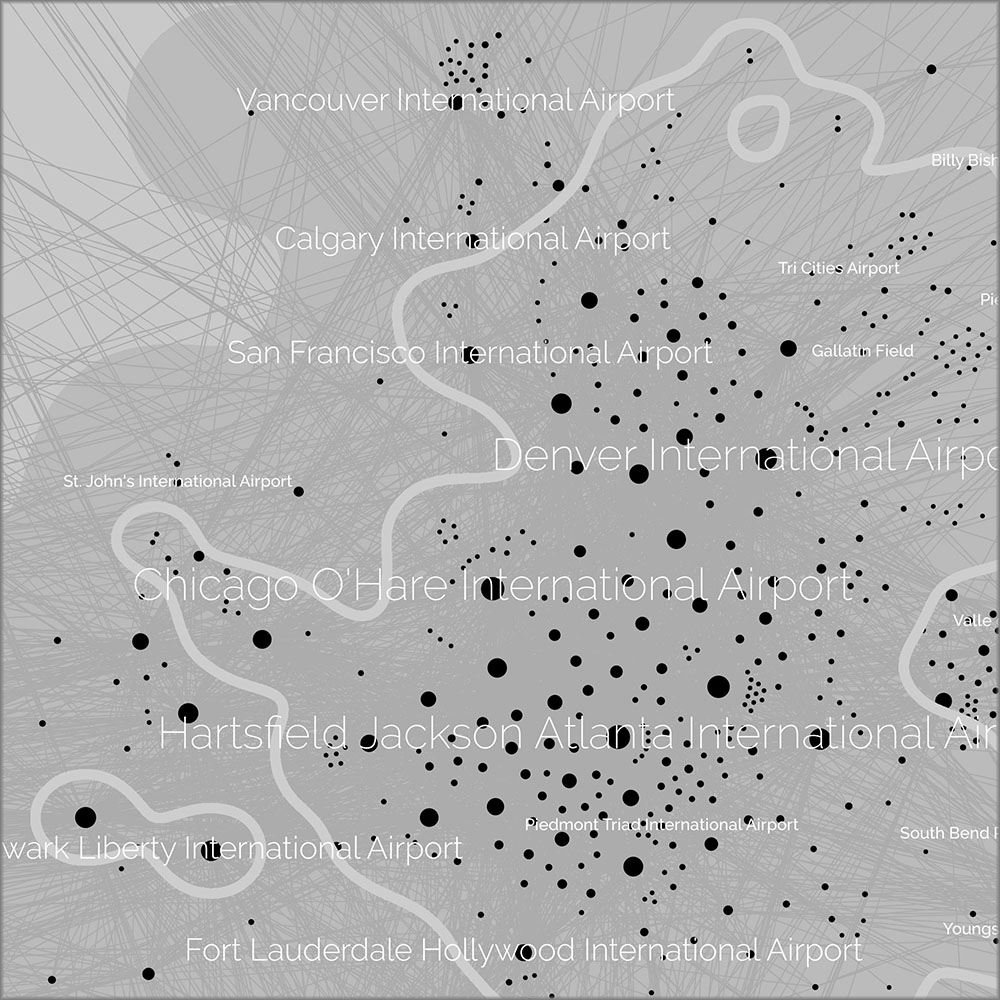 Vancouver International Airport
Billy Bish
Calgary International Airport
Tri Cities Airport
Pie
San Francisco International Airport
Gallatin Field
Denver International Airpo
St. John's International Airport
Chicago O'Hare International Airport
Valle
Hartsfield Jackson Atlanta International Air
Piedmont Triad International Airport
South Bend R
wark Liberty International Airport
Youngs
Fort Lauderdale Hollywood International Airport